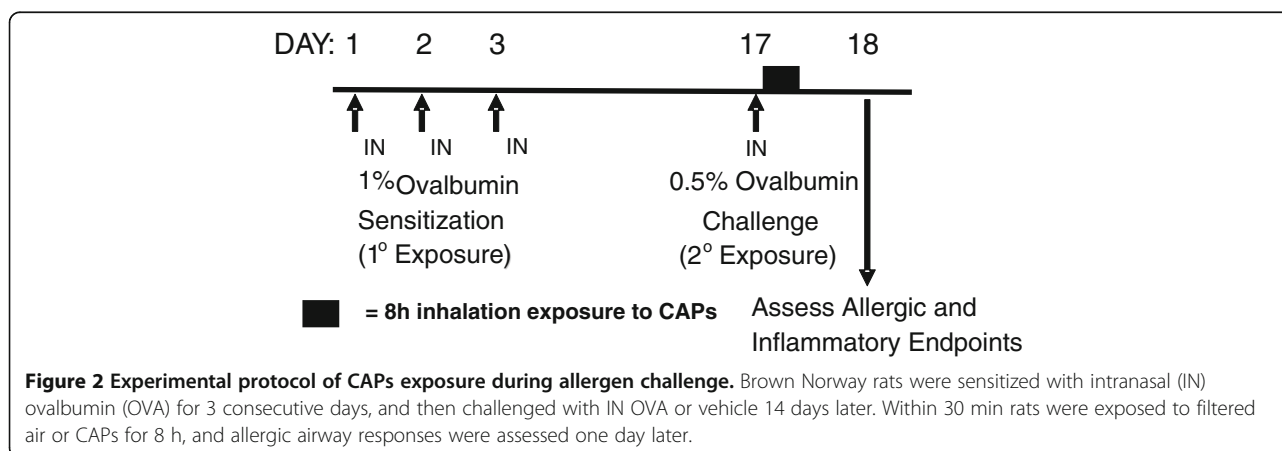 DAY: 1 2 3 17 18
IN IN IN IN
1% Ovalbumin 0.5% Ovalbumin
Sensitization Challenge
(1° Exposure) (2° Exposure)
= 8h inhalation exposure to CAPs Assess Allergic and
Inflammatory Endpoints
Figure 2 Experimental protocol of CAPs exposure during allergen challenge. Brown Norway rats were sensitized with intranasal (IN)
ovalbumin (OVA) for 3 consecutive days, and then challenged with IN OVA or vehicle 14 days later. Within 30 min rats were exposed to filtered
air or CAPs for 8 h, and allergic airway responses were assessed one day later.